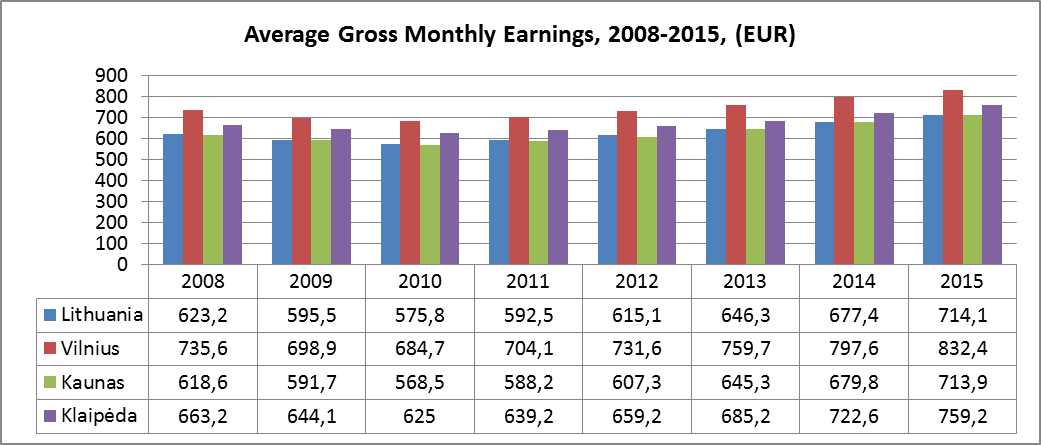 Average Gross Monthly Earnings, 2008-2015, (EUR)
900
800
700
600
500
400
300
200
100
0
2008 2009 2010 2011 2012 2013 2014 2015
Lithuania 623,2 595,5 575,8 592,5 615,1 646,3 677,4 714,1
Vilnius 735,6 698,9 684,7 704,1 731,6 759,7 797,6 832,4
Kaunas 618,6 591,7 568,5 588,2 607,3 645,3 679,8 713,9
Klaipėda 663,2 644,1 625 639,2 659,2 685,2 722,6 759,2